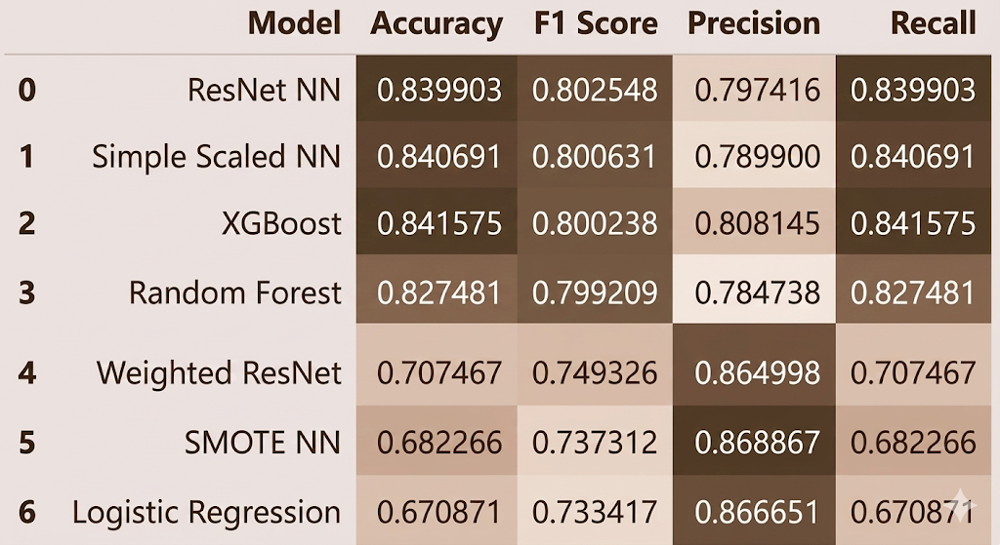 Model Accuracy F1 Score Precision Recall
0 ResNet NN 0.839903 0.802548 0.797416 0.839903
1 Simple Scaled NN 0.840691 0.800631 0.789900 0.840691
2 XGBoost 0.841575 0.800238 0.808145 0.841575
3 Random Forest 0.827481 0.799209 0.784738 0.827481
4 Weighted ResNet 0.707467 0.749326 0.864998 0.707467
5 SMOTE NN 0.682266 0.737312 0.868867 0.682266
6 Logistic Regression 0.670871 0.733417 0.866651 0.670871